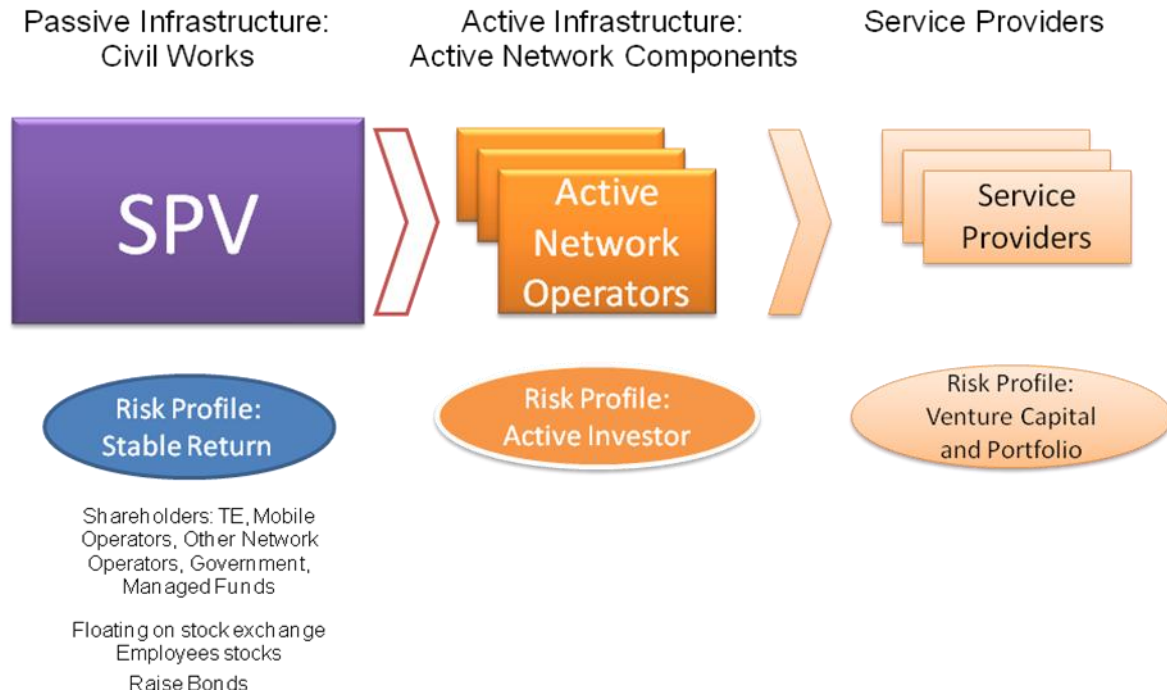 Passive Infrastructure:
Civil Works
Active Infrastructure:
Active Network Components
Service Providers
SPV
Active
Network
Operators
Service
Providers
Risk Profile:
Stable Return
Risk Profile:
Active Investor
Risk Profile:
Venture Capital
and Portfolio
Shareholders: TE, Mobile
Operators, Other Network
Operators, Government,
Managed Funds
Floating on stock exchange
Employees stocks
Raise Bonds